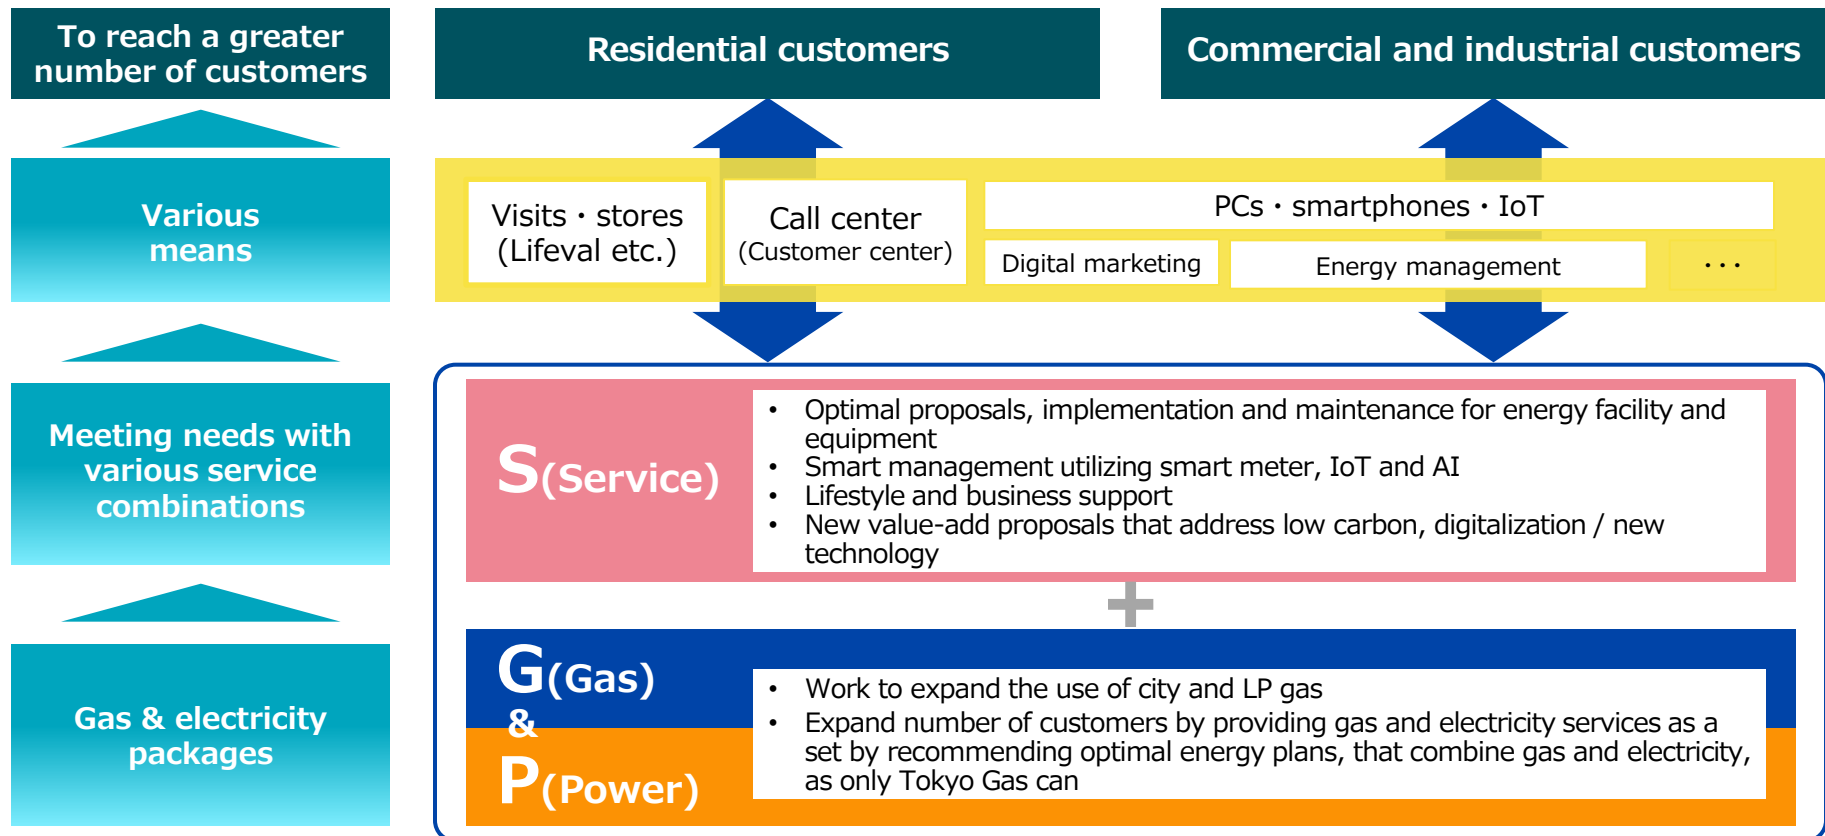 To reach a greater
number of customers
Residential customers
Commercial and industrial customers
Various
means
Visits・stores
(Lifeval etc.)
Call center
(Customer center)
PCs・smartphones・IoT
Digital marketing
Energy management
・・・
Meeting needs with
various service
combinations
S(Service)
• Optimal proposals, implementation and maintenance for energy facility and
equipment
• Smart management utilizing smart meter, IoT and AI
• Lifestyle and business support
• New value-add proposals that address low carbon, digitalization / new
technology
+
Gas & electricity
packages
G(Gas)
&
P(Power)
• Work to expand the use of city and LP gas
• Expand number of customers by providing gas and electricity services as a
set by recommending optimal energy plans, that combine gas and electricity,
as only Tokyo Gas can